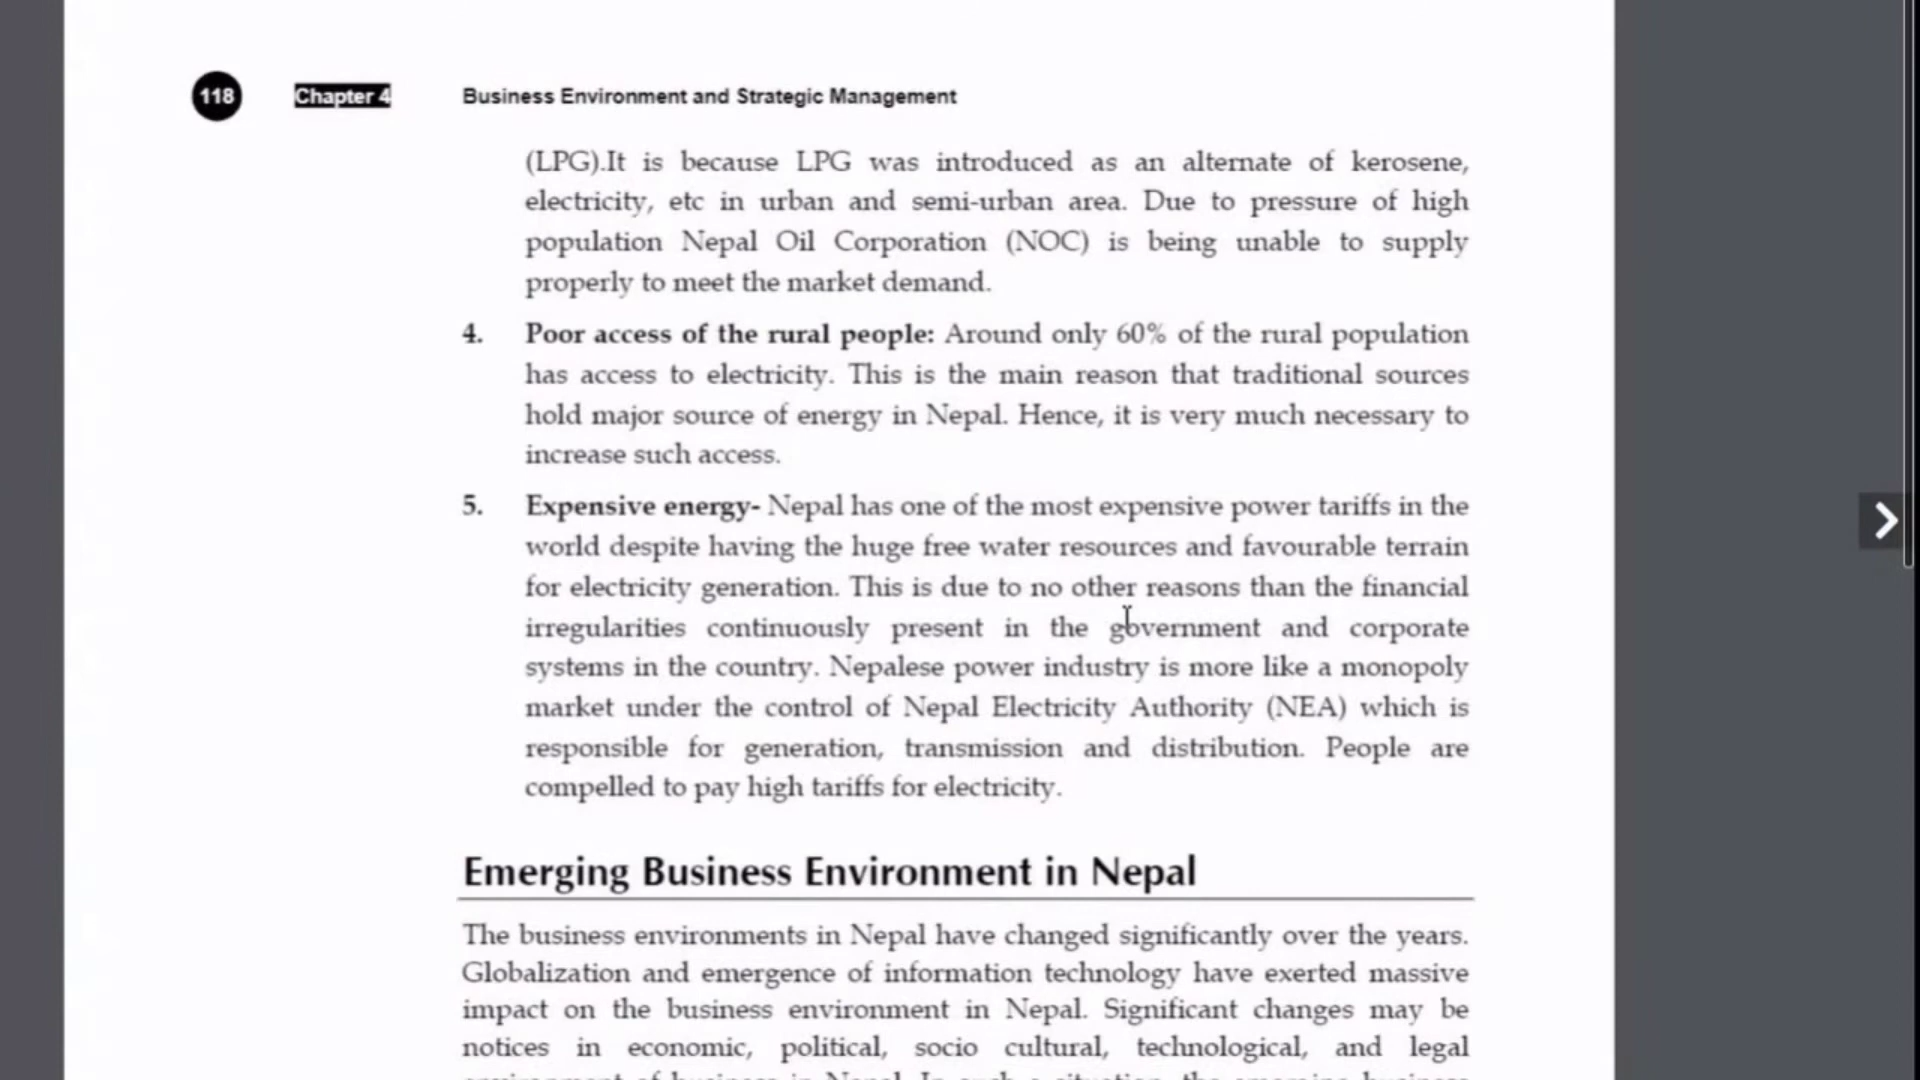 118 Chapter 4 Business Environment and Strategic Management
(LPG).It is because LPG was introduced as an alternate of kerosene,
electricity, etc in urban and semi-urban area. Due to pressure of high
population Nepal Oil Corporation (NOC) is being unable to supply
properly to meet the market demand.
4. Poor access of the rural people: Around only 60% of the rural population
has access to electricity. This is the main reason that traditional sources
hold major source of energy in Nepal. Hence, it is very much necessary to
increase such access.
5. Expensive energy- Nepal has one of the most expensive power tariffs in the
world despite having the huge free water resources and favourable terrain
for electricity generation. This is due to no other reasons than the financial
irregularities continuously present in the government and corporate
systems in the country. Nepalese power industry is more like a monopoly
market under the control of Nepal Electricity Authority (NEA) which is
responsible for generation, transmission and distribution. People are
compelled to pay high tariffs for electricity.
Emerging Business Environment in Nepal
The business environments in Nepal have changed significantly over the years.
Globalization and emergence of information technology have exerted massive
impact on the business environment in Nepal. Significant changes may be
notices in economic, political, socio cultural, technological, and legal